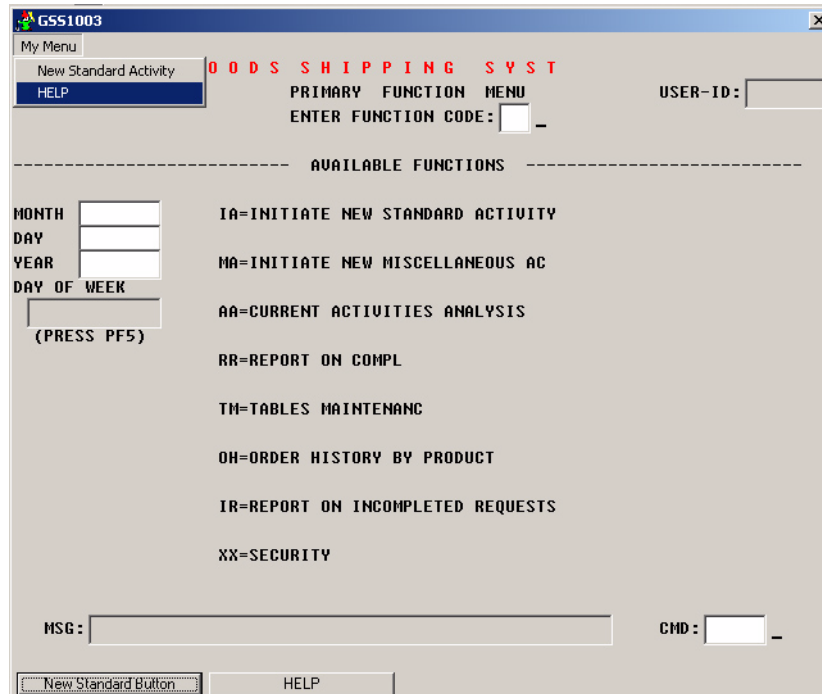 GSS1003
My Menu
New Standard Activity
HELP
O O D S S H I P P I N G S Y S T
PRIMARY FUNCTION MENU
USER-ID:
ENTER FUNCTION CODE: _
-------------------------- AVAILABLE FUNCTIONS --------------------------
MONTH
IA=INITIATE NEW STANDARD ACTIVITY
DAY
YEAR
MA=INITIATE NEW MISCELLANEOUS AC
DAY OF WEEK
AA=CURRENT ACTIVITIES ANALYSIS
(PRESS PF5)
RR=REPORT ON COMPL
TM=TABLES MAINTENANC
OH=ORDER HISTORY BY PRODUCT
IR=REPORT ON INCOMPLETED REQUESTS
XX=SECURITY
MSG:
CMD: _
New Standard Button
HELP